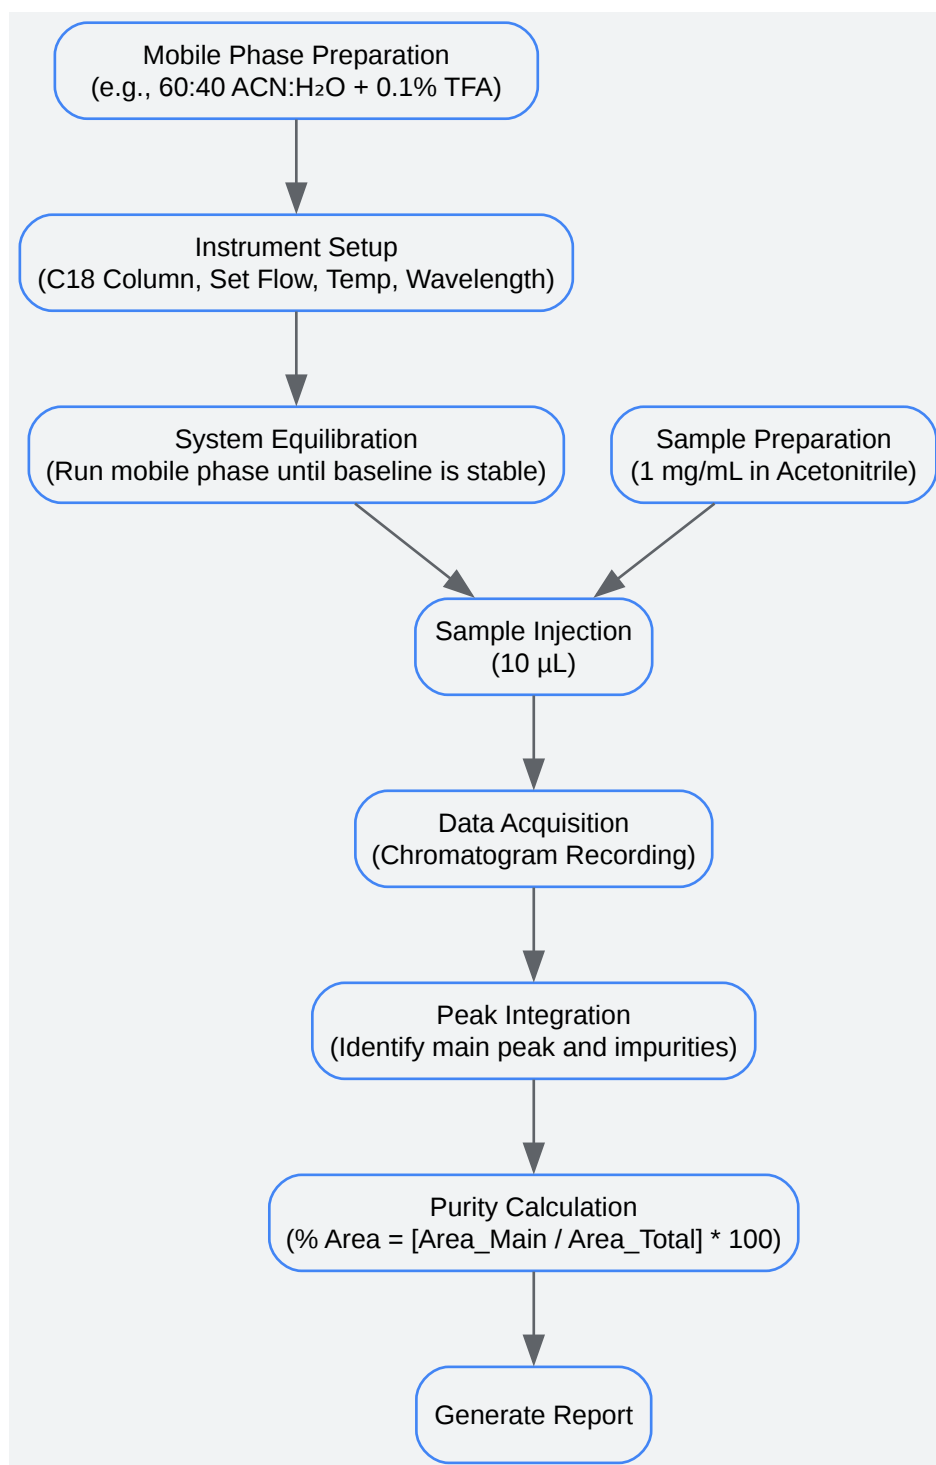 Mobile Phase Preparation
(e.g., 60:40 ACN:H₂O + 0.1% TFA)
Instrument Setup
(C18 Column, Set Flow, Temp, Wavelength)
System Equilibration
(Run mobile phase until baseline is stable)
Sample Preparation
(1 mg/mL in Acetonitrile)
Sample Injection
(10 µL)
Data Acquisition
(Chromatogram Recording)
Peak Integration
(Identify main peak and impurities)
Purity Calculation
(% Area = [Area_Main / Area_Total] * 100)
Generate Report